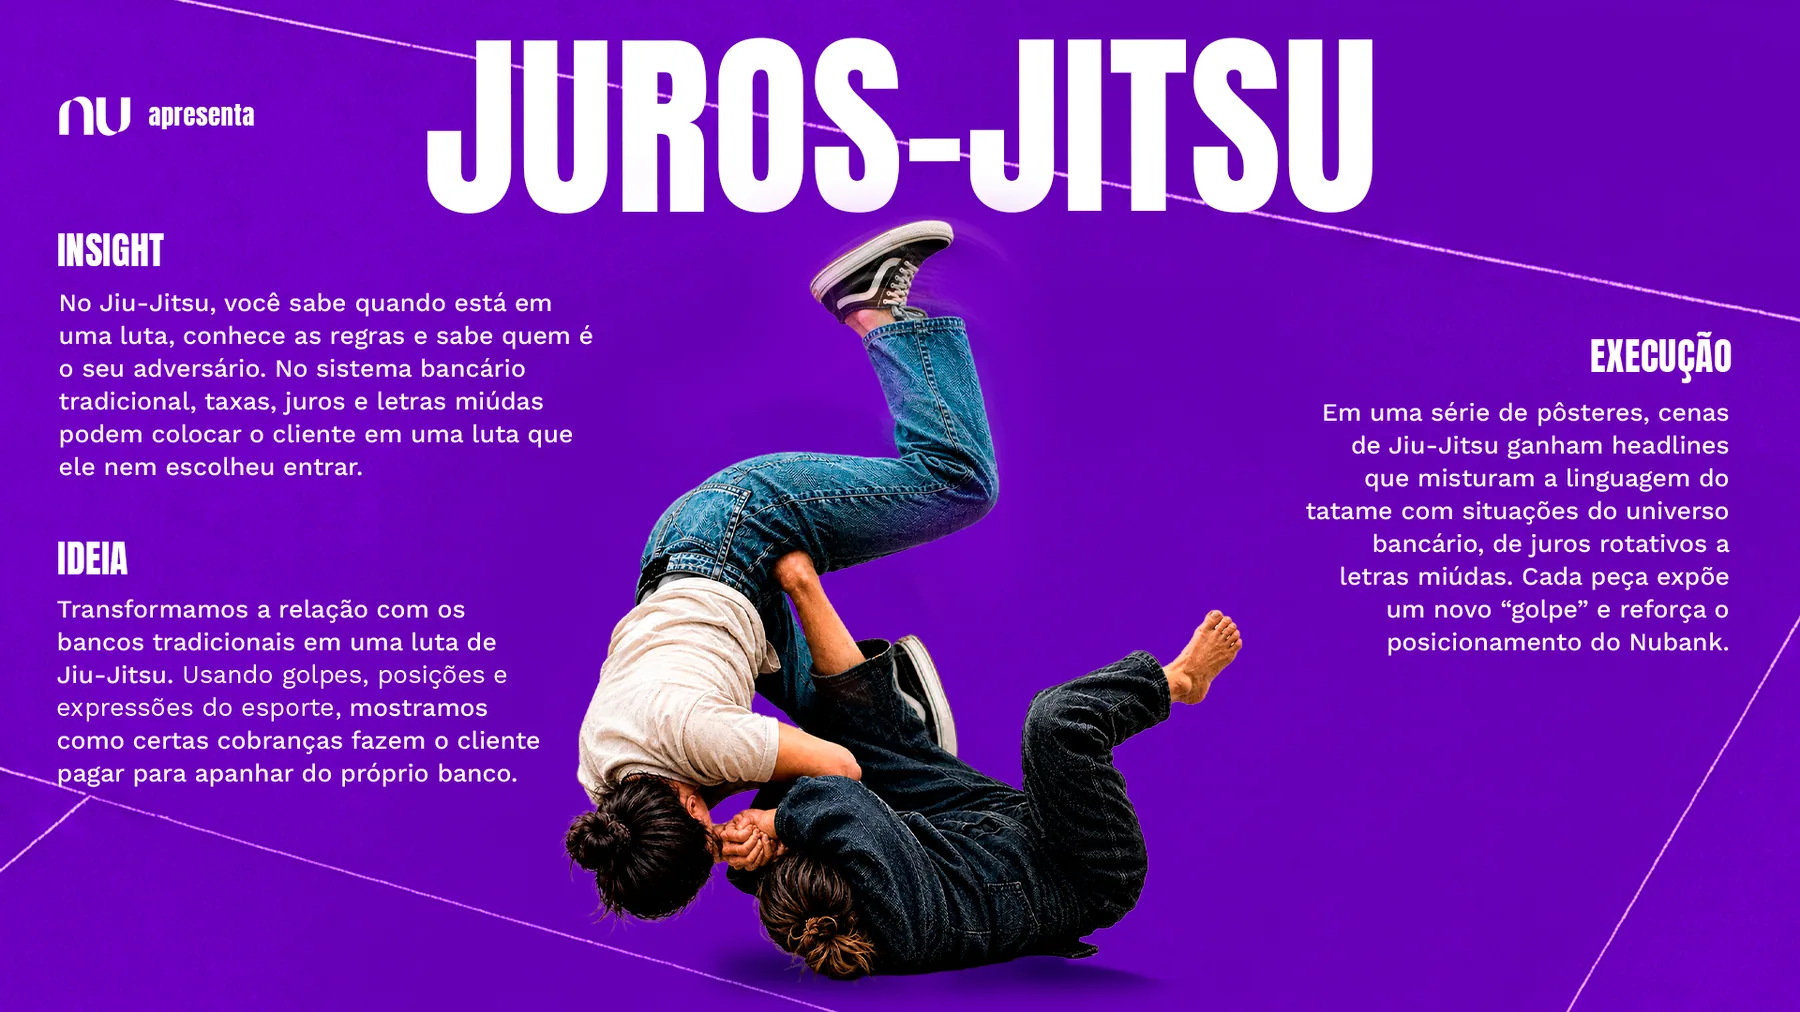 nu apresenta
JUROS-JITSU
INSIGHT
No Jiu-Jitsu, você sabe quando está em
uma luta, conhece as regras e sabe quem é
o seu adversário. No sistema bancário
tradicional, taxas, juros e letras miúdas
podem colocar o cliente em uma luta que
ele nem escolheu entrar.
IDEIA
Transformamos a relação com os
bancos tradicionais em uma luta de
Jiu-Jitsu. Usando golpes, posições e
expressões do esporte, mostramos
como certas cobranças fazem o cliente
pagar para apanhar do próprio banco.
EXECUÇÃO
Em uma série de pôsteres, cenas
de Jiu-Jitsu ganham headlines
que misturam a linguagem do
tatame com situações do universo
bancário, de juros rotativos a
letras miúdas. Cada peça expõe
um novo “golpe” e reforça o
posicionamento do Nubank.